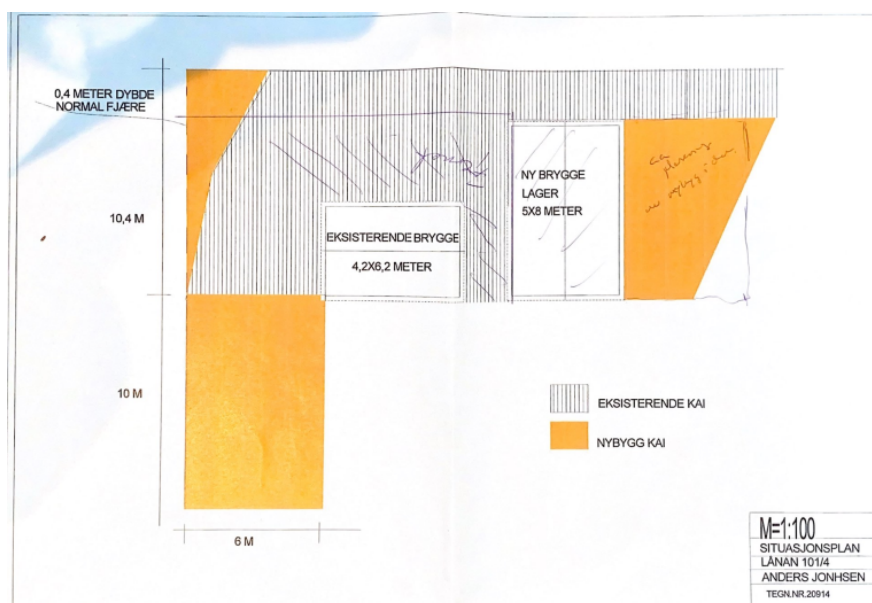 0,4 METER DYBDE
NORMAL FJÆRE
10,4 M
EKSISTERENDE BRYGGE
4,2X6,2 METER
NY BRYGGE
LAGER
5X8 METER
ca
10 M
EKSISTERENDE KAI
NYBYGG KAI
6 M
M=1:100
SITUASJONSPLAN
LÅNAN 101/4
ANDERS JONHSEN
TEGN.NR.20914